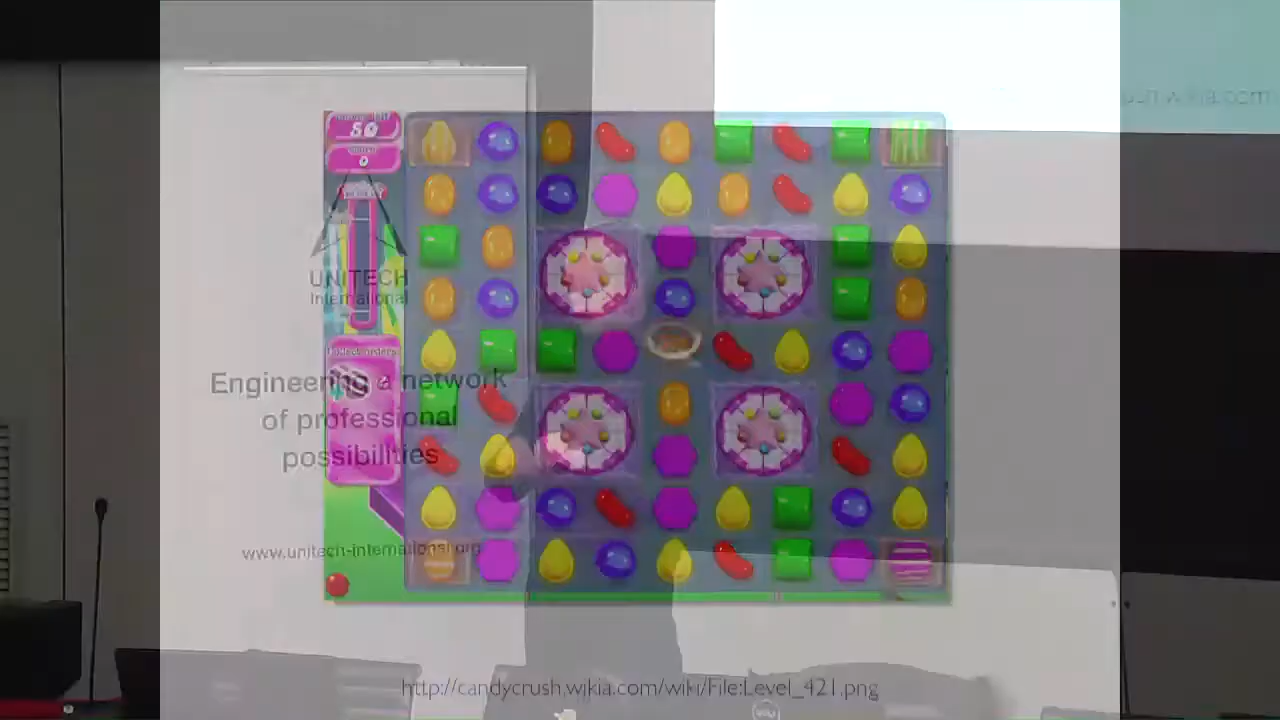 50
0
UNITECH
International
Engineering a network
of professional
possibilities
www.unitech-international.org
http://candycrush.wikia.com/wiki/File:Level_421.png